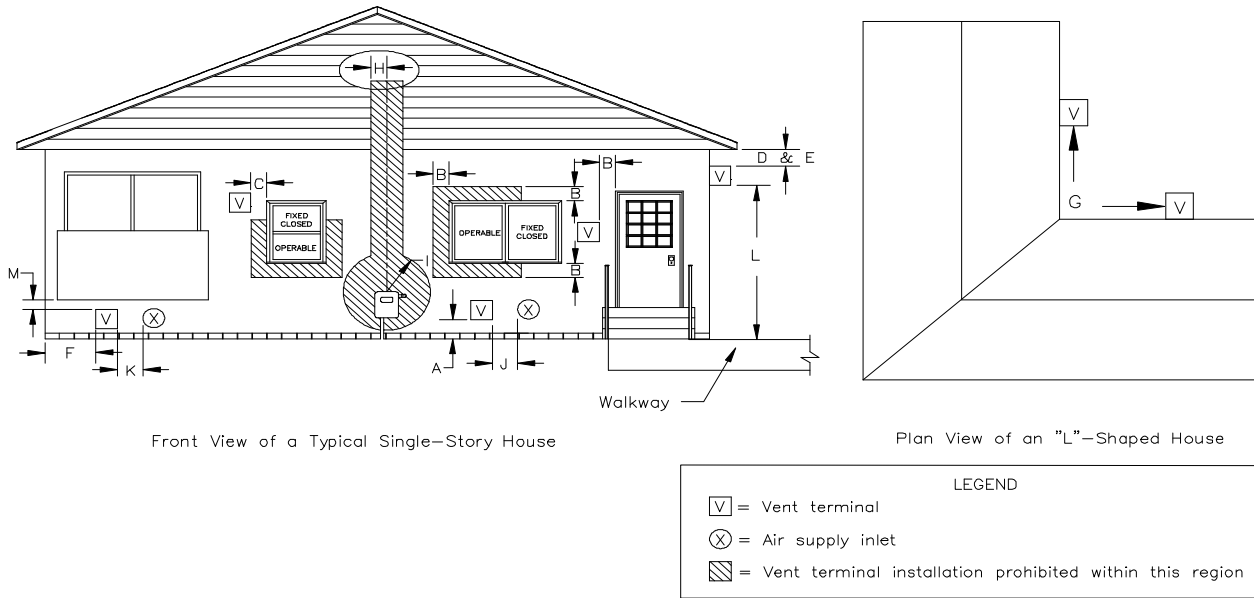 H
D & E
B
V
V
C
B
B
V
FIXED
CLOSED
OPERABLE
OPERABLE
FIXED
CLOSED
V
G
V
I
B
L
M
V
X
V
X
F
K
A
J
Walkway
Front View of a Typical Single–Story House
Plan View of an "L"–Shaped House
LEGEND
V = Vent terminal
X = Air supply inlet
= Vent terminal installation prohibited within this region